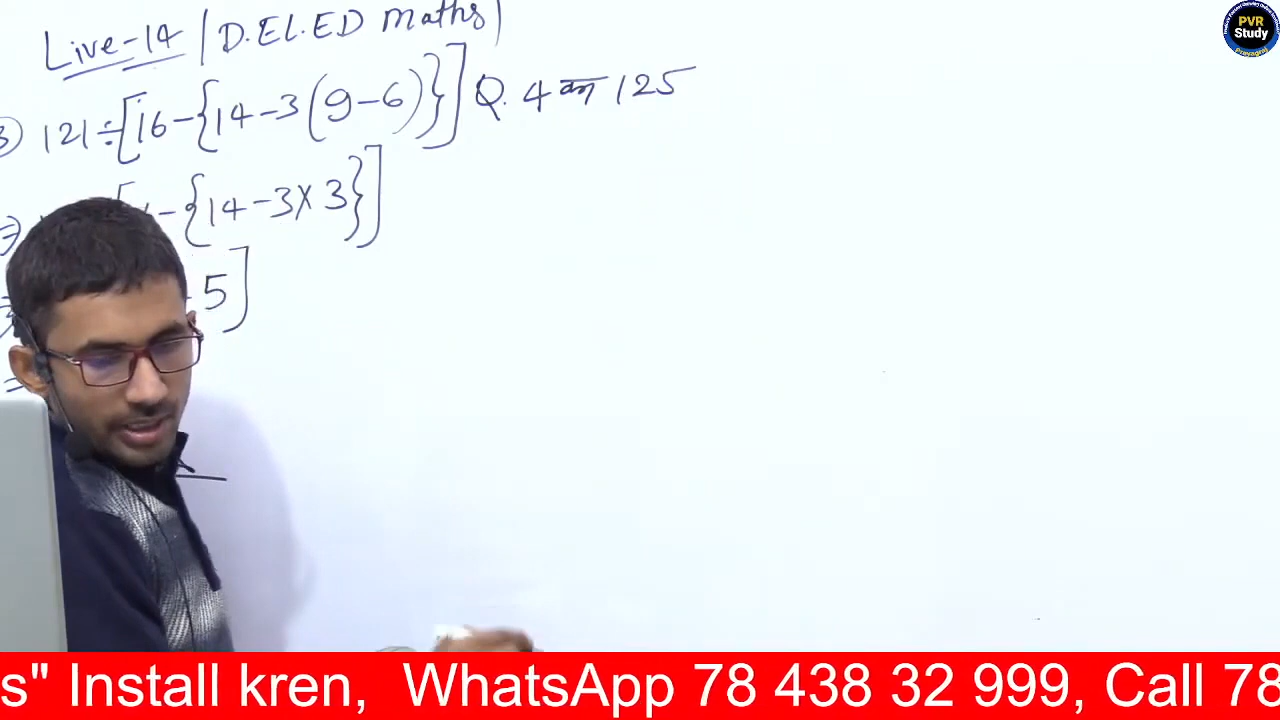 Live-14 | D.EL.ED Maths |
PVR
Study
Prayagraj
3) 121÷[16-{14-3(9-6)}] Q. 4 का 125
-{14-3×3}]
5]
=
s" Install kren, WhatsApp 78 438 32 999, Call 78